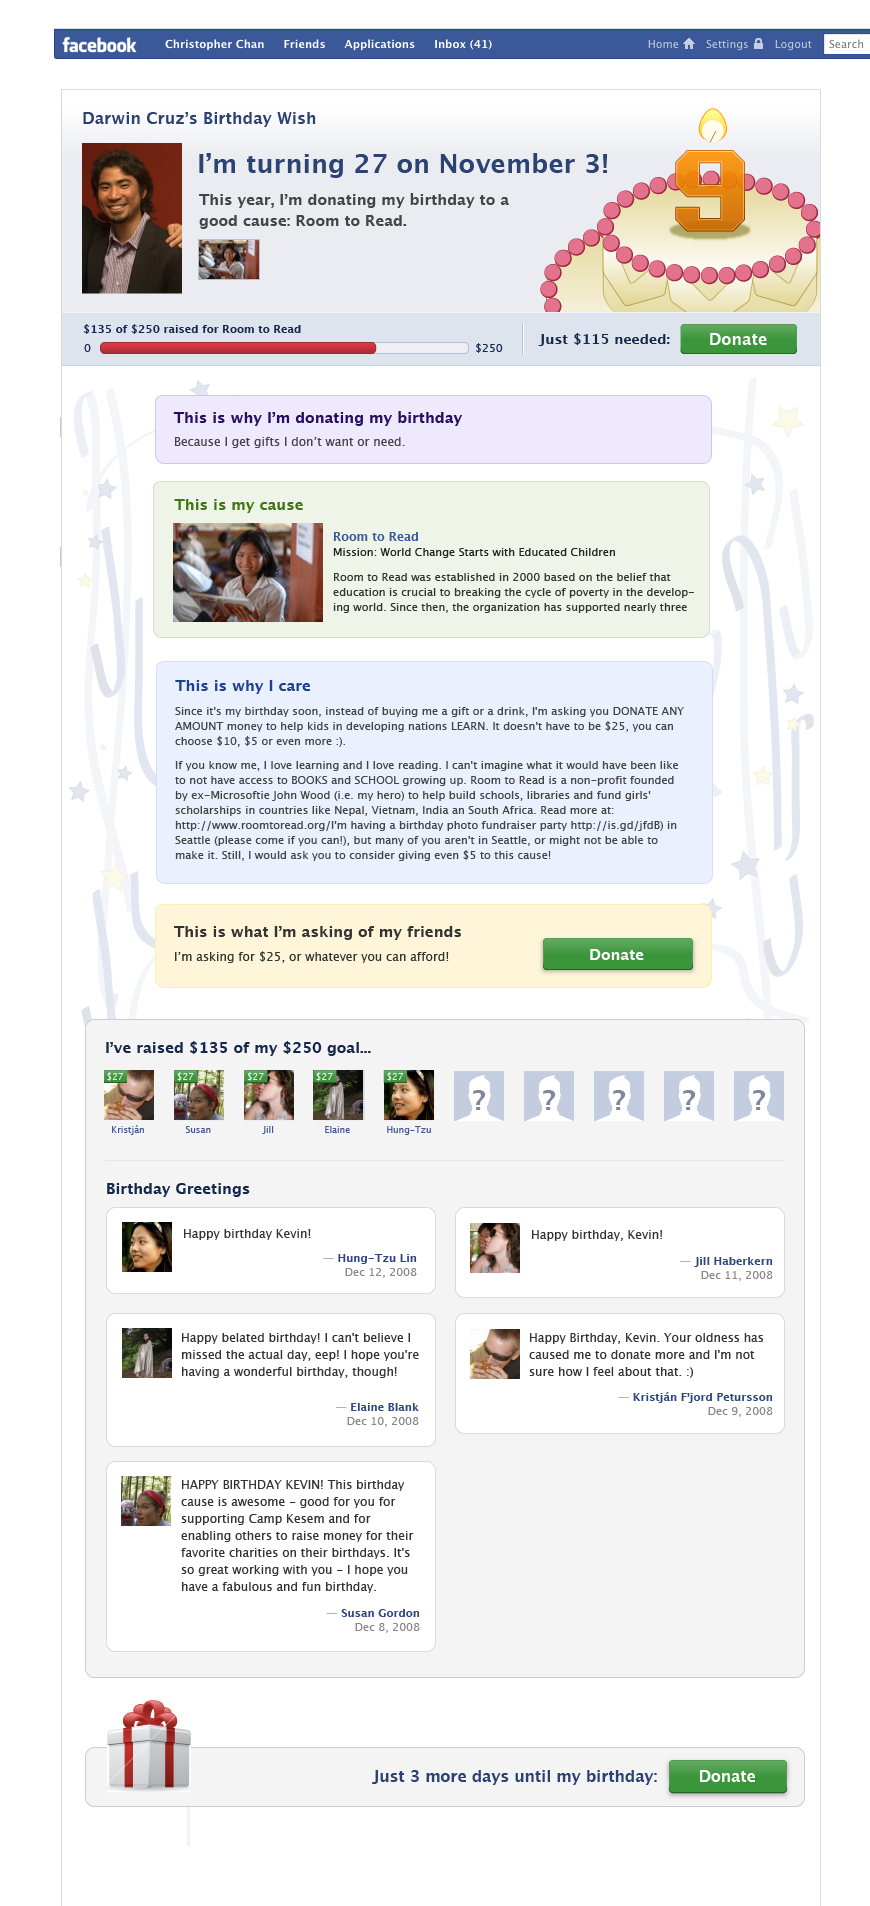 facebook Christopher Chan Friends Applications Inbox (41) Home Settings Logout Search
Darwin Cruz's Birthday Wish
I'm turning 27 on November 3!
This year, I'm donating my birthday to a
good cause: Room to Read.
9
$135 of $250 raised for Room to Read
0 $250
Just $115 needed: Donate
This is why I'm donating my birthday
Because I get gifts I don't want or need.
This is my cause
Room to Read
Mission: World Change Starts with Educated Children
Room to Read was established in 2000 based on the belief that
education is crucial to breaking the cycle of poverty in the develop-
ing world. Since then, the organization has supported nearly three
This is why I care
Since it's my birthday soon, instead of buying me a gift or a drink, I'm asking you DONATE ANY
AMOUNT money to help kids in developing nations LEARN. It doesn't have to be $25, you can
choose $10, $5 or even more :).
If you know me, I love learning and I love reading. I can't imagine what it would have been like
to not have access to BOOKS and SCHOOL growing up. Room to Read is a non-profit founded
by ex-Microsoftie John Wood (i.e. my hero) to help build schools, libraries and fund girls'
scholarships in countries like Nepal, Vietnam, India an South Africa. Read more at:
http://www.roomtoread.org/I'm having a birthday photo fundraiser party http://is.gd/jfdB) in
Seattle (please come if you can!), but many of you aren't in Seattle, or might not be able to
make it. Still, I would ask you to consider giving even $5 to this cause!
This is what I'm asking of my friends
I'm asking for $25, or whatever you can afford!
Donate
I've raised $135 of my $250 goal...
$27 $27 $27 $27 $27 ? ? ? ? ?
Kristján Susan Jill Elaine Hung-Tzu
Birthday Greetings
Happy birthday Kevin!
— Hung-Tzu Lin
Dec 12, 2008
Happy birthday, Kevin!
— Jill Haberkern
Dec 11, 2008
Happy belated birthday! I can't believe I
missed the actual day, eep! I hope you're
having a wonderful birthday, though!
— Elaine Blank
Dec 10, 2008
Happy Birthday, Kevin. Your oldness has
caused me to donate more and I'm not
sure how I feel about that. :)
— Kristján F'jord Petursson
Dec 9, 2008
HAPPY BIRTHDAY KEVIN! This birthday
cause is awesome - good for you for
supporting Camp Kesem and for
enabling others to raise money for their
favorite charities on their birthdays. It's
so great working with you - I hope you
have a fabulous and fun birthday.
— Susan Gordon
Dec 8, 2008
Just 3 more days until my birthday: Donate